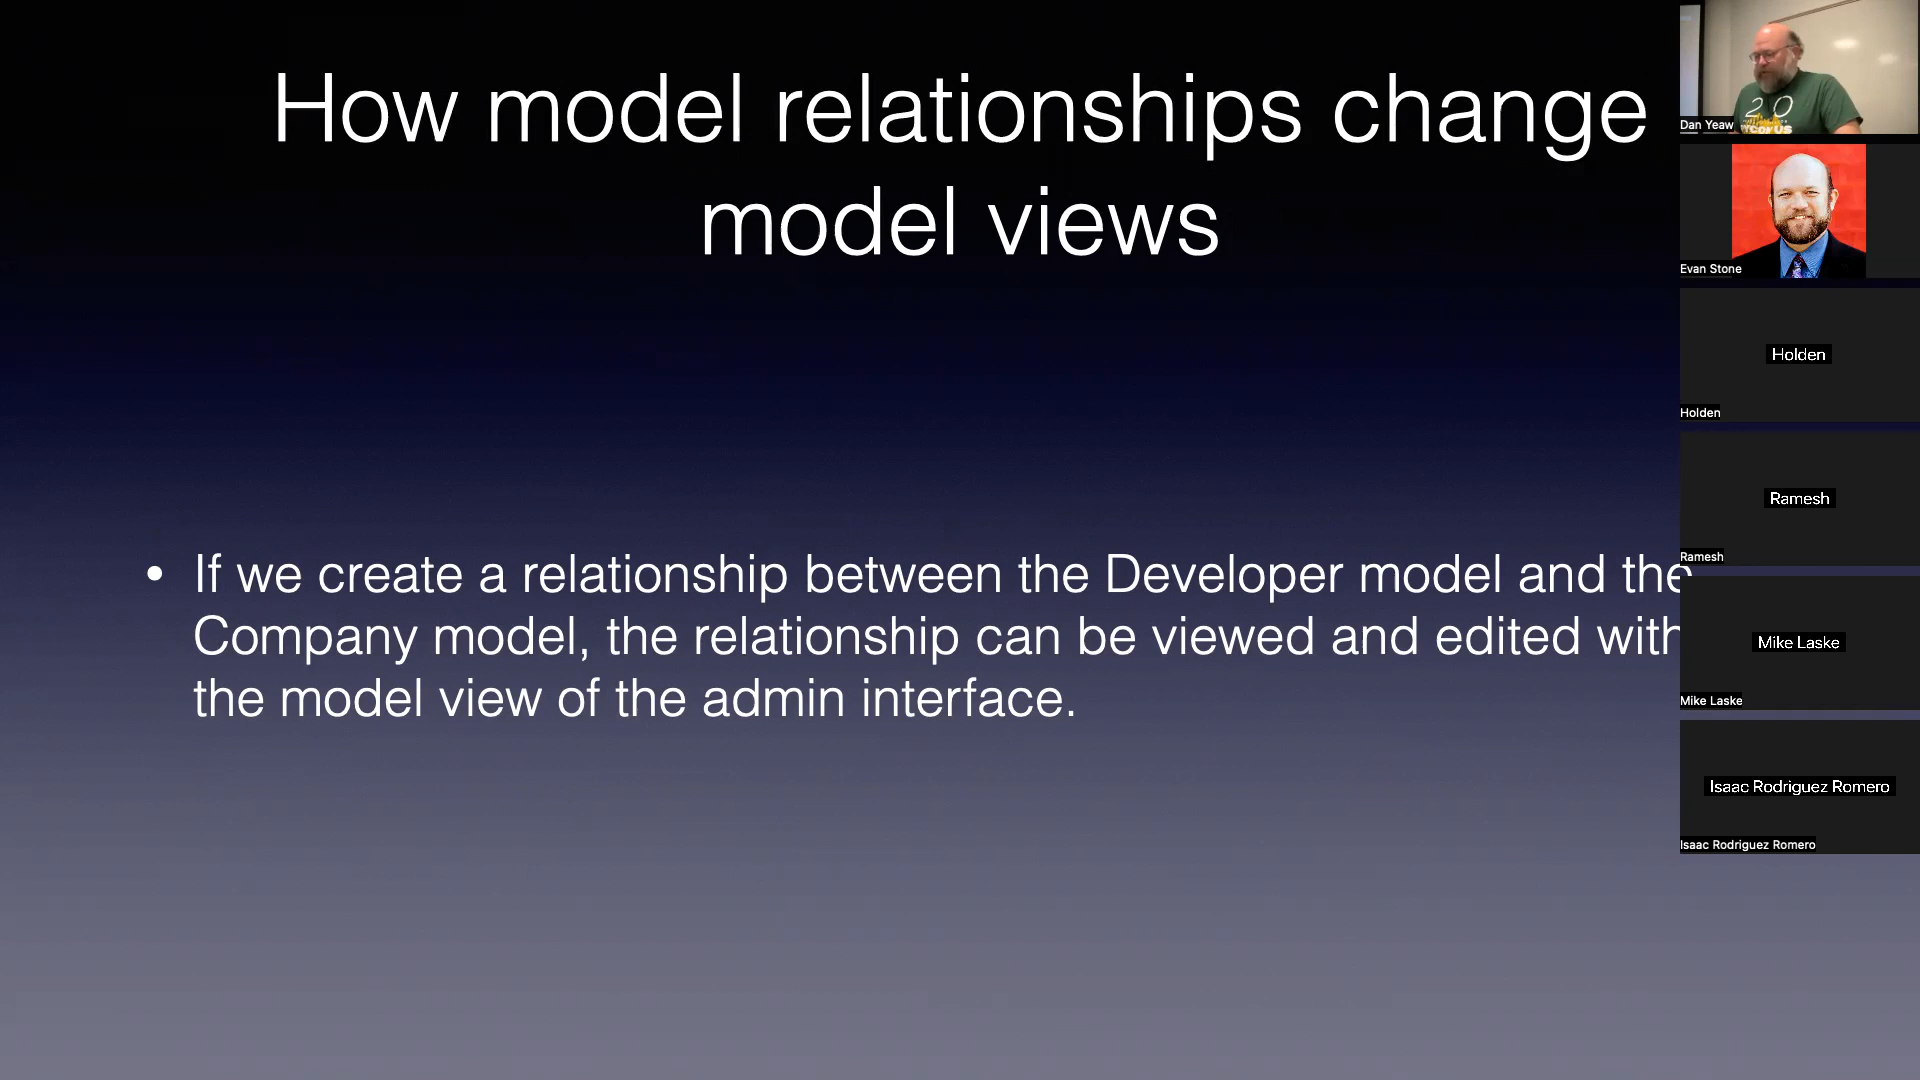 How model relationships change
model views
• If we create a relationship between the Developer model and the
Company model, the relationship can be viewed and edited with
the model view of the admin interface.
20
Dan Yeaw
Evan Stone
Holden
Holden
Ramesh
Ramesh
Mike Laske
Mike Laske
Isaac Rodriguez Romero
Isaac Rodriguez Romero